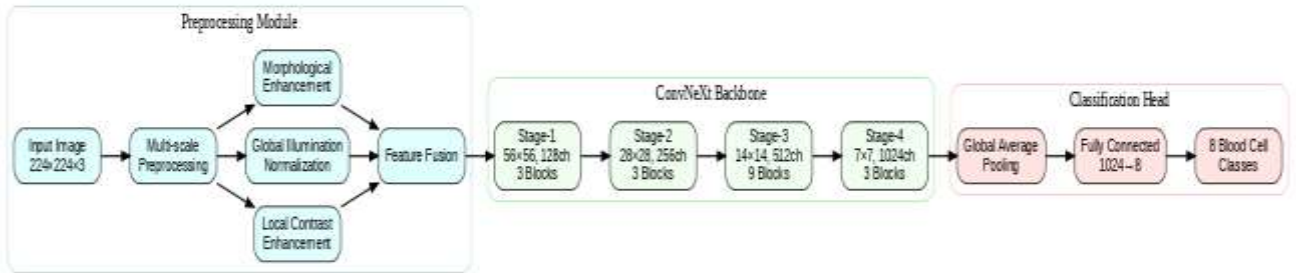 Preprocessing Module
Morphological
Enhancement
Input Image
224×224×3
Multi-scale
Preprocessing
Global Illumination
Normalization
Local Contrast
Enhancement
Feature Fusion
ConvNeXt Backbone
Stage-1
56×56, 128ch
3 Blocks
Stage-2
28×28, 256ch
3 Blocks
Stage-3
14×14, 512ch
9 Blocks
Stage-4
7×7, 1024ch
3 Blocks
Classification Head
Global Average
Pooling
Fully Connected
1024→8
8 Blood Cell
Classes